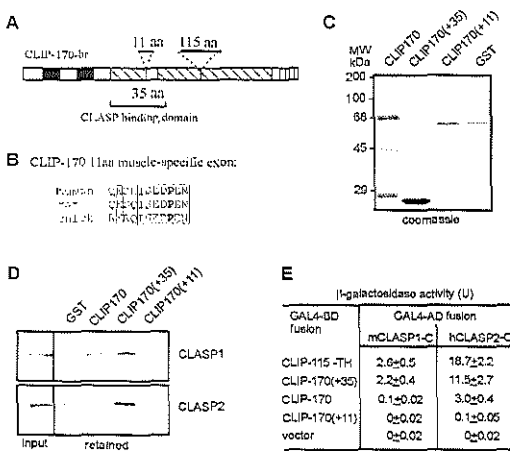 A
11 aa
115 aa
CLIP-170-br
35 aa
CLASP binding domain
B
CLIP-170 11aa muscle-specific exon:
C
MW
kDa
CLIP170
CLIP170(+35)
CLIP170(+11)
GST
200
100
68
45
29
coomassie
D
GST
CLIP170
CLIP170(+35)
CLIP170(+11)
CLASP1
CLASP2
input
retained
E
β-galactosidase activity (U)
GAL4-BD fusion
GAL4-AD fusion
mCLASP1-C hCLASP2-C
CLIP-115 -TH 2.6±0.5 18.7±2.2
CLIP-170(+35) 2.2±0.4 11.5±2.7
CLIP-170 0.1±0.02 3.0±0.4
CLIP-170(+11) 0±0.02 0.1±0.05
vector 0±0.02 0±0.02